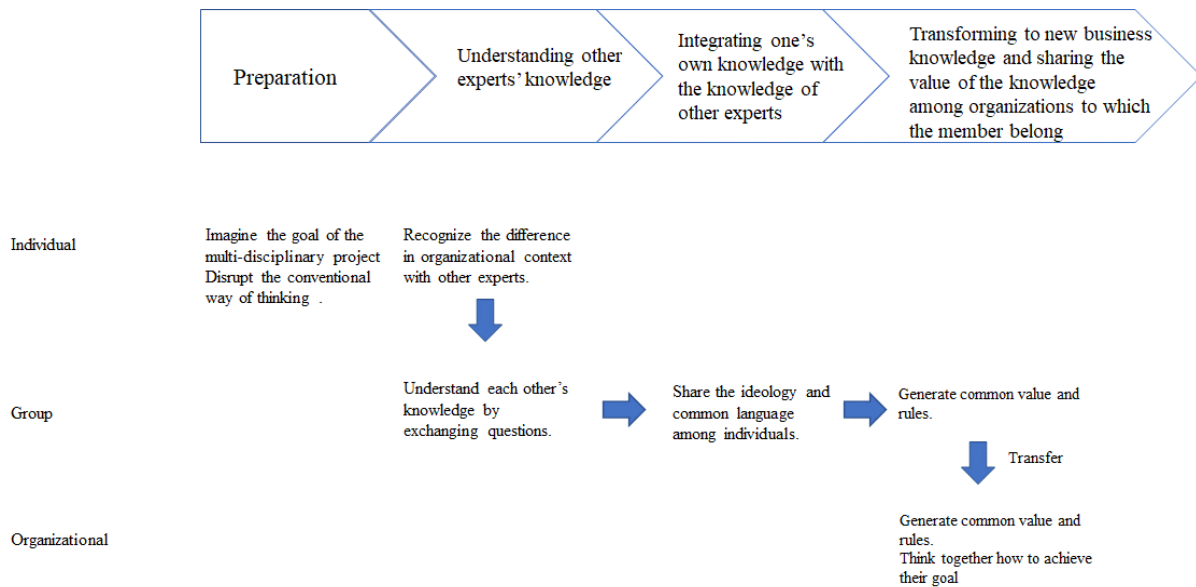 Preparation
Understanding other
experts' knowledge
Integrating one's
own knowledge with
the knowledge of
other experts
Transforming to new business
knowledge and sharing the
value of the knowledge
among organizations to which
the member belong
Individual
Imagine the goal of the
multi-disciplinary project
Disrupt the conventional
way of thinking .
Recognize the difference
in organizational context
with other experts.
Group
Understand each other's
knowledge by
exchanging questions.
Share the ideology and
common language
among individuals.
Generate common value and
rules.
Transfer
Organizational
Generate common value and
rules.
Think together how to achieve
their goal